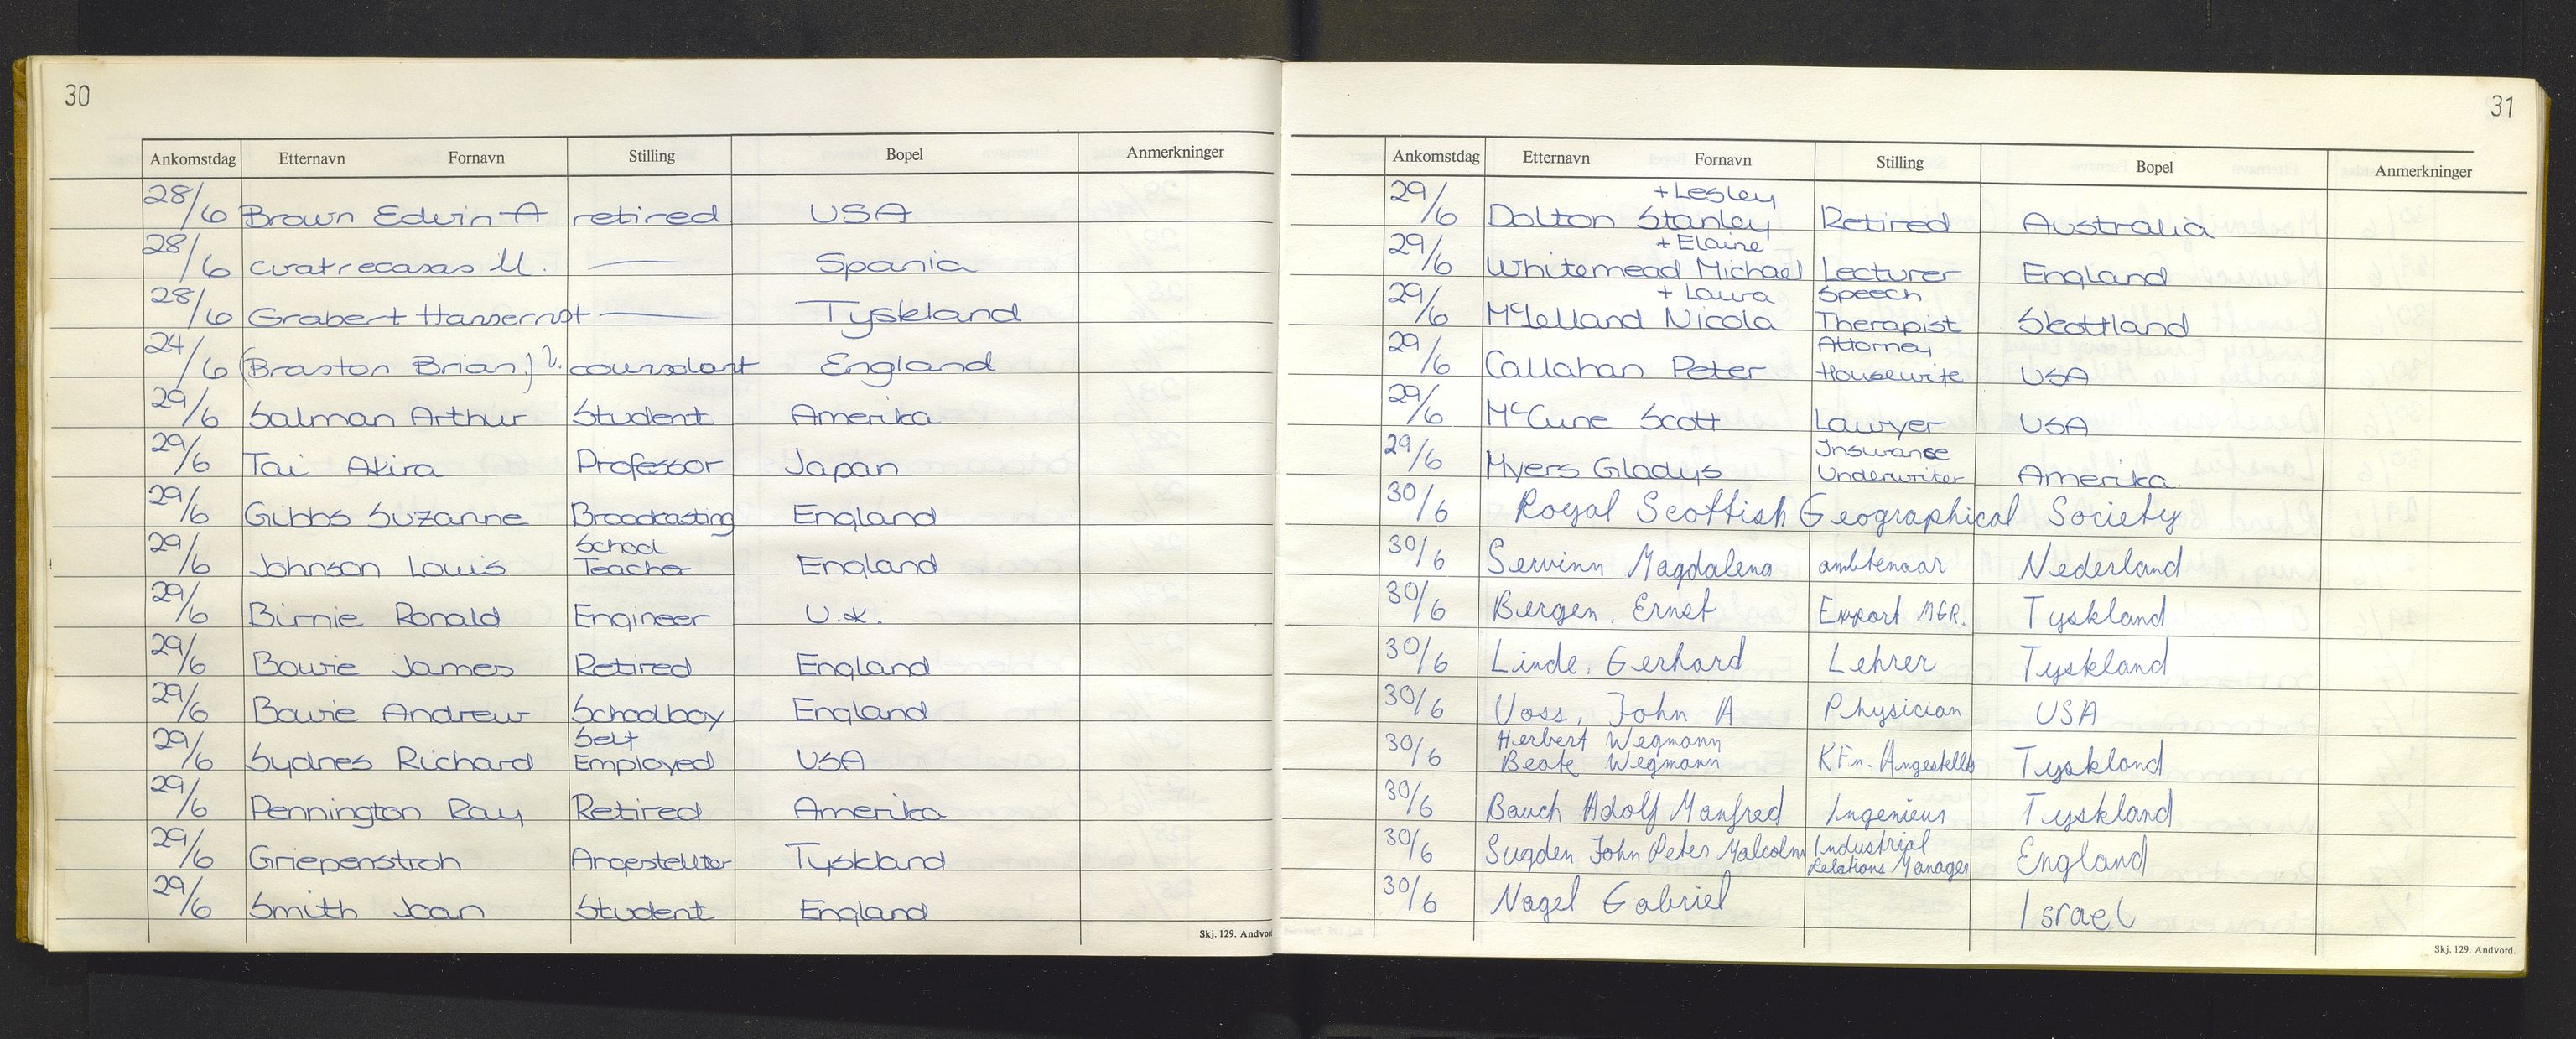 30
Ankomstdag Etternavn Fornavn Stilling Bopel Anmerkninger
28/6 Brown Edwin A retired USA
28/6 Cuatrecasas M. — Spania
28/6 Grabert — Tyskland
24/6 (Braston Brian) ?. England
29/6 Salman Arthur Student Amerika
29/6 Tai Akira Professor Japan
29/6 Gibbs Suzanne Broadcasting England
School
29/6 Johnson Louis Teacher England
29/6 Birnie Ronald Engineer U.K.
29/6 Bowie James Retired England
29/6 Bowie Andrew Schoolboy England
Self
29/6 Sydnes Richard Employed USA
29/6 Pennington Ray Retired Amerika
29/6 Griepenstroh Angestellter Tyskland
29/6 Smith Joan Student England
Skj. 129. Andvord
31
Ankomstdag Etternavn Fornavn Stilling Bopel Anmerkninger
+ Lesley
29/6 Dolton Stanley Retired Australia
+ Elaine
29/6 Whitemead Michael Lecturer England
+ Laura Speech
29/6 McLelland Nicola Therapist Skottland
Attorney
29/6 Callahan Peter Housewife USA
29/6 McCune Scott Lawyer USA
Insurance
29/6 Myers Gladys Underwriter Amerika
30/6 Royal Scottish Geographical Society
30/6 Servinn Magdalena ambtenaar Nederland
30/6 Bergen, Ernst Export MGR. Tyskland
30/6 Linde, Gerhard Lehrer Tyskland
30/6 Voss, John A Physician USA
Herbert Wegmann
30/6 Beate Wegmann KFn. Angestellte Tyskland
30/6 Bauch Adolf Manfred Ingenieur Tyskland
30/6 Sugden John Peter Malcolm Industrial England
Relations Manager
30/6 Nagel Gabriel Israel
Skj. 129. Andvord.